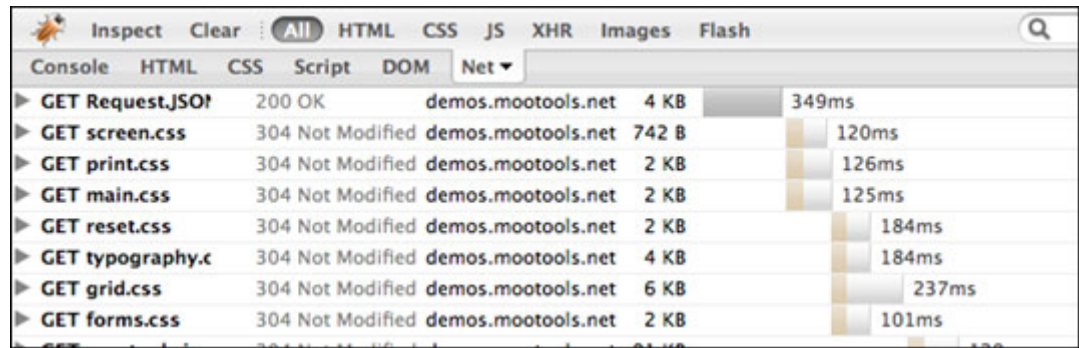 Inspect Clear All HTML CSS JS XHR Images Flash
Console HTML CSS Script DOM Net
GET Request.JSON 200 OK demos.mootools.net 4 KB 349ms
GET screen.css 304 Not Modified demos.mootools.net 742 B 120ms
GET print.css 304 Not Modified demos.mootools.net 2 KB 126ms
GET main.css 304 Not Modified demos.mootools.net 2 KB 125ms
GET reset.css 304 Not Modified demos.mootools.net 2 KB 184ms
GET typography.c 304 Not Modified demos.mootools.net 4 KB 184ms
GET grid.css 304 Not Modified demos.mootools.net 6 KB 237ms
GET forms.css 304 Not Modified demos.mootools.net 2 KB 101ms